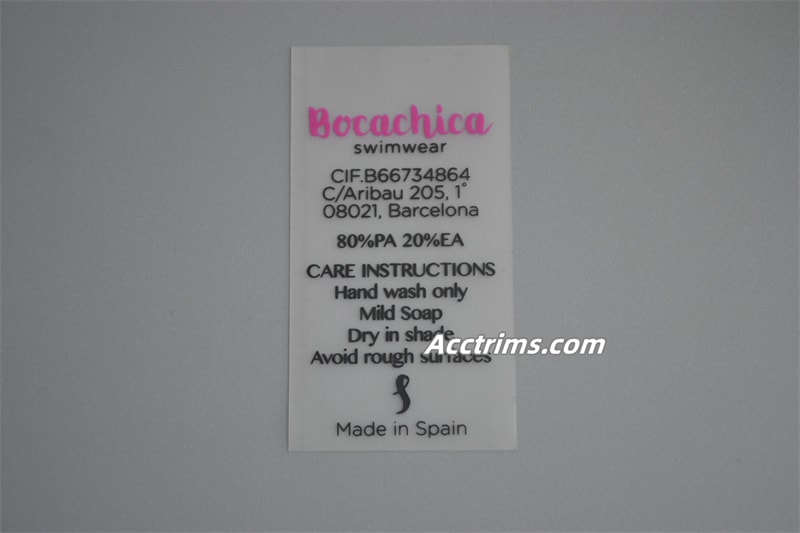 Bocachica
swimwear
CIF.B66734864
C/Aribau 205, 1°
08021, Barcelona
80%PA 20%EA
CARE INSTRUCTIONS
Hand wash only
Mild Soap
Dry in shade
Avoid rough surfaces
Acctrims.com
Made in Spain